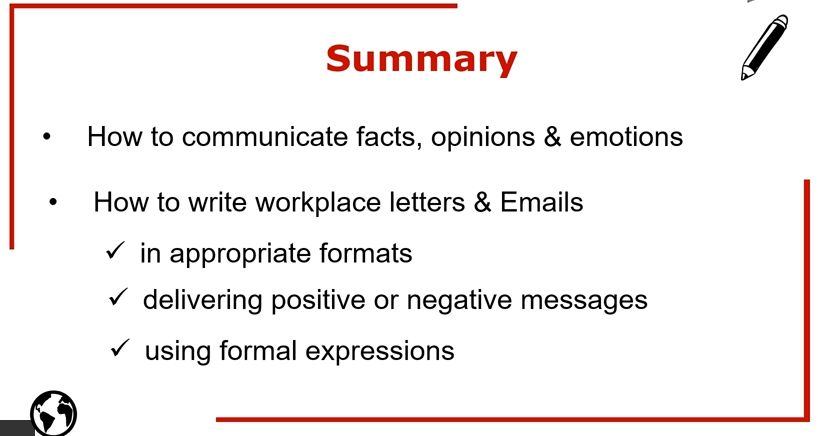 Summary
• How to communicate facts, opinions & emotions
• How to write workplace letters & Emails
✓ in appropriate formats
✓ delivering positive or negative messages
✓ using formal expressions